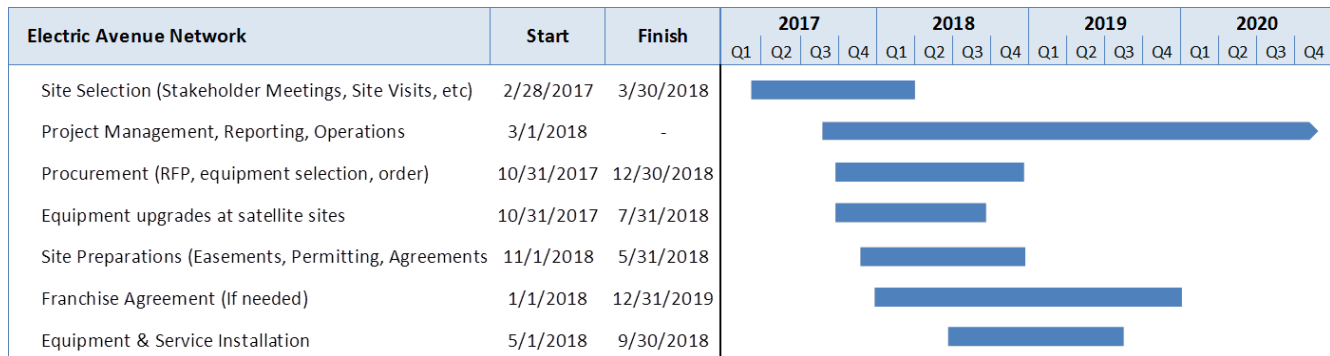 Electric Avenue Network Start Finish 2017 2018 2019 2020
Q1 Q2 Q3 Q4 Q1 Q2 Q3 Q4 Q1 Q2 Q3 Q4 Q1 Q2 Q3 Q4
Site Selection (Stakeholder Meetings, Site Visits, etc) 2/28/2017 3/30/2018
Project Management, Reporting, Operations 3/1/2018 -
Procurement (RFP, equipment selection, order) 10/31/2017 12/30/2018
Equipment upgrades at satellite sites 10/31/2017 7/31/2018
Site Preparations (Easements, Permitting, Agreements 11/1/2018 5/31/2018
Franchise Agreement (If needed) 1/1/2018 12/31/2019
Equipment & Service Installation 5/1/2018 9/30/2018